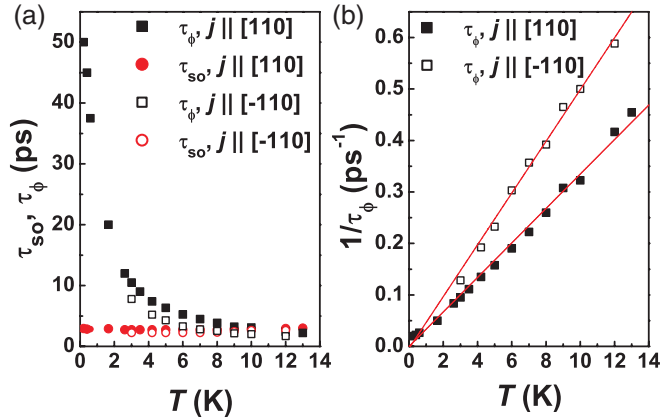 (a)
50
40
30
20
10
0
τso, τϕ (ps)
τϕ, j || [110]
τso, j || [110]
τϕ, j || [-110]
τso, j || [-110]
0 2 4 6 8 10 12 14
T (K)
(b)
0.6
0.5
0.4
0.3
0.2
0.1
0.0
1/τϕ (ps-1)
τϕ, j || [110]
τϕ, j || [-110]
0 2 4 6 8 10 12 14
T (K)